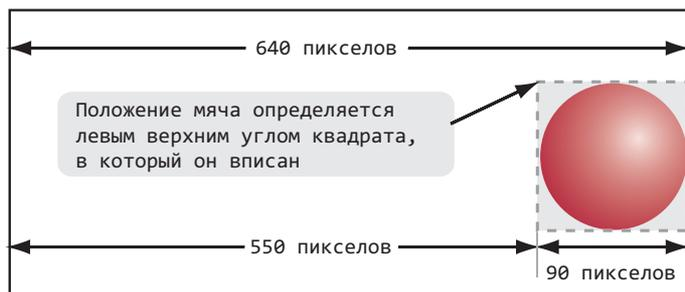 640 пикселов
Положение мяча определяется
левым верхним углом квадрата,
в который он вписан
550 пикселов
90 пикселов